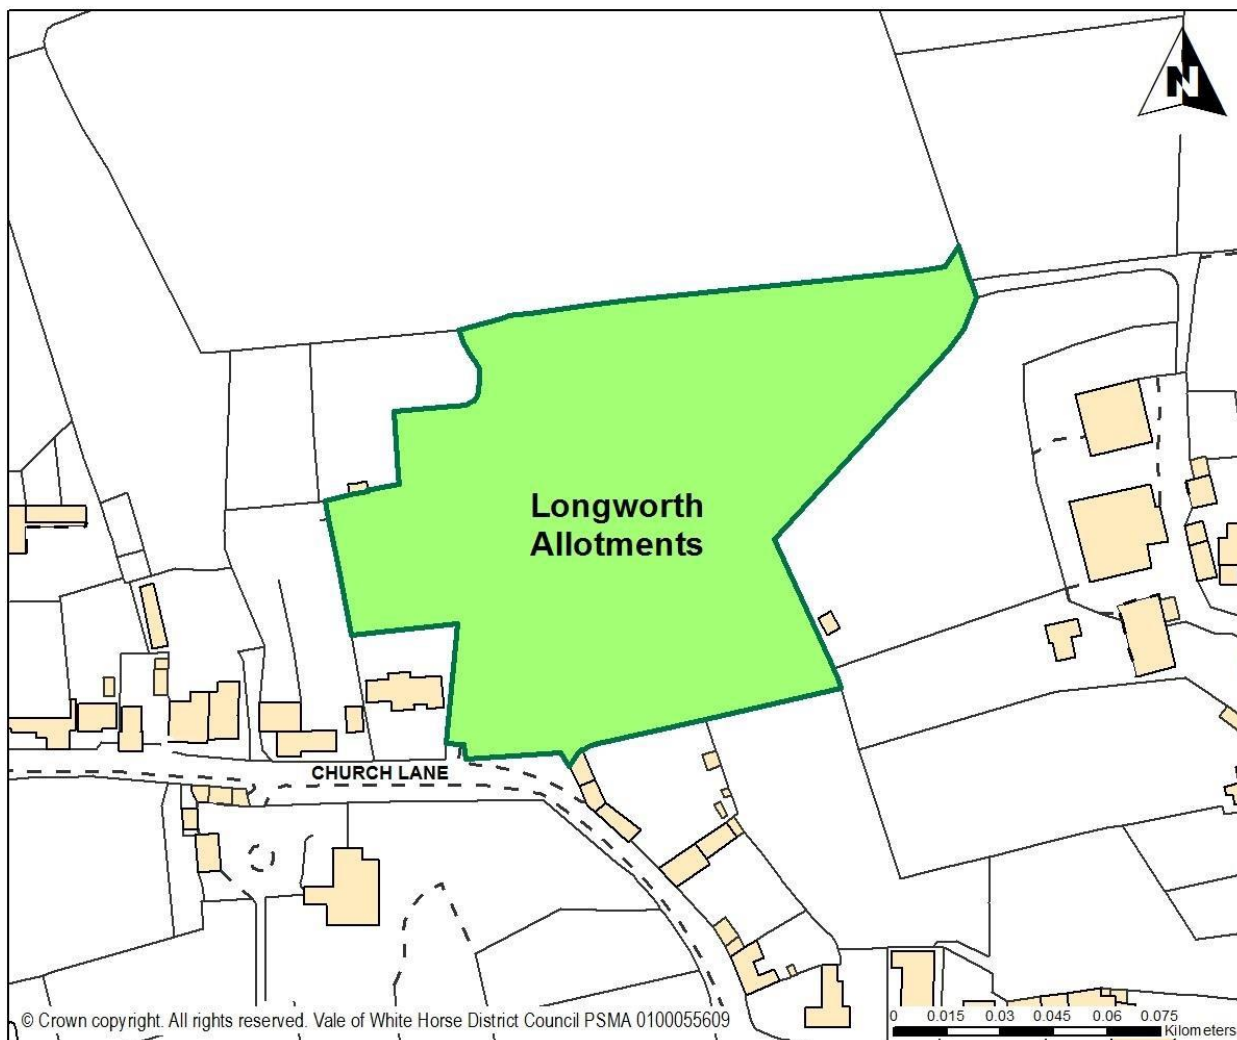 N
Longworth
Allotments
CHURCH LANE
© Crown copyright. All rights reserved. Vale of White Horse District Council PSMA 0100055609
0 0.015 0.03 0.045 0.06 0.075
Kilometers